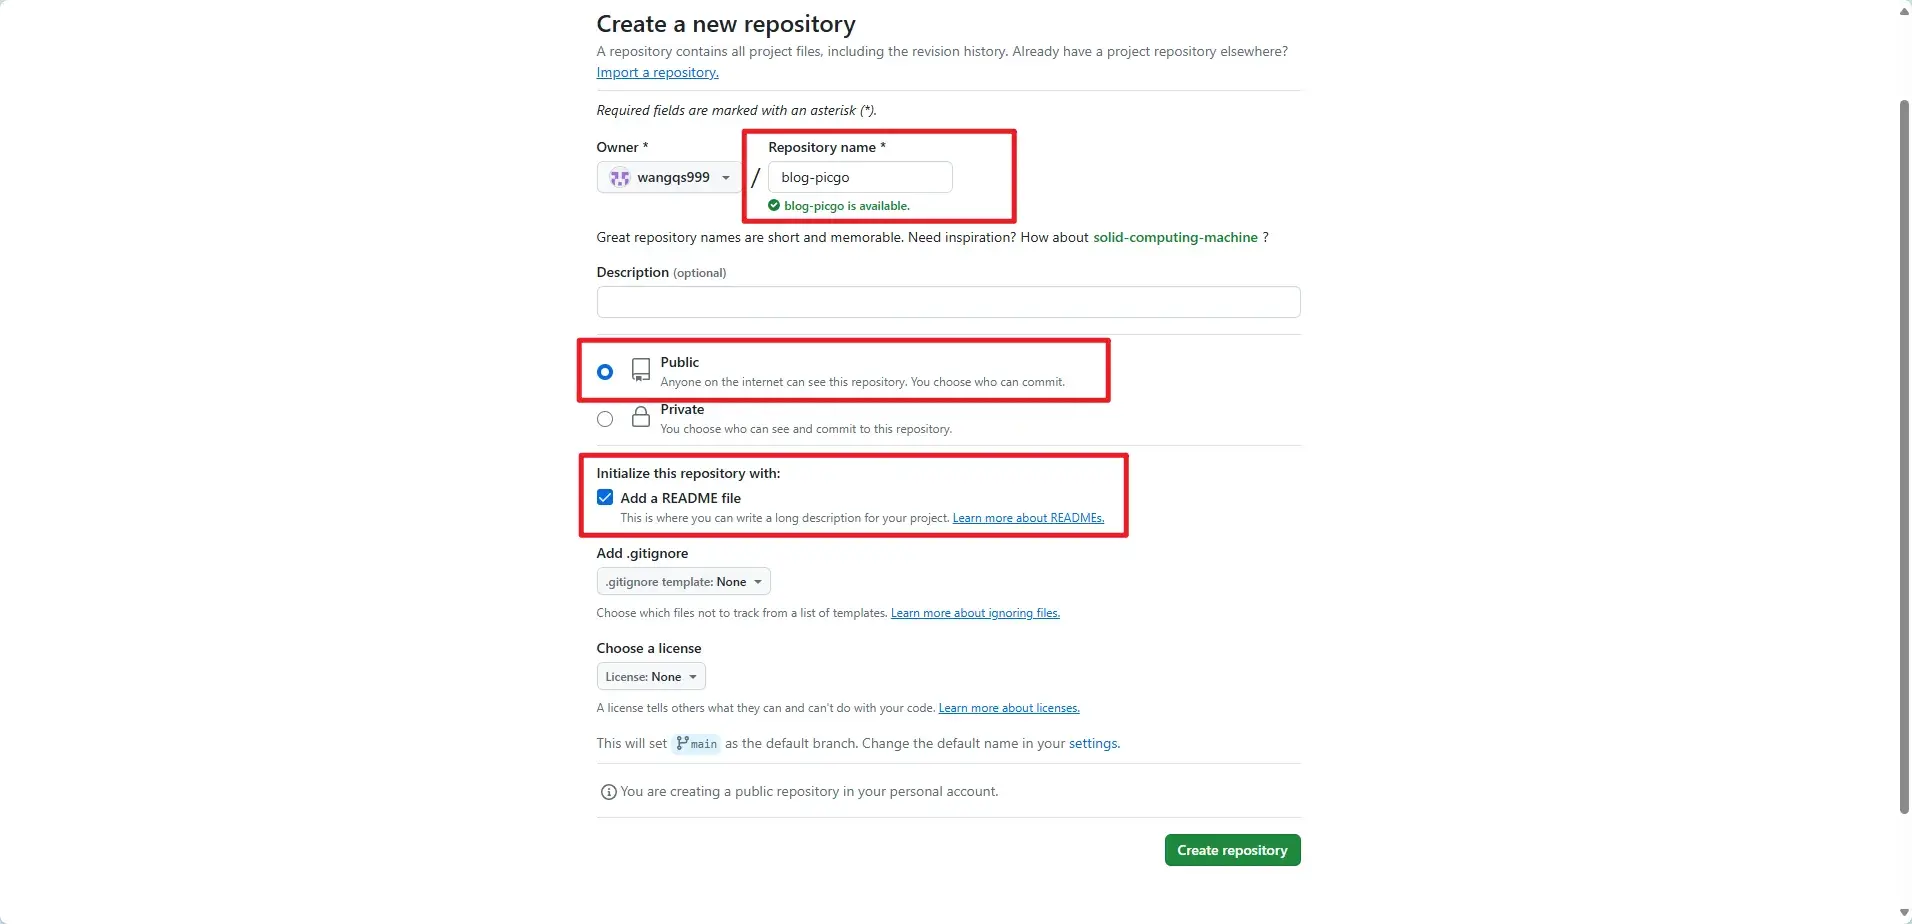 Create a new repository
A repository contains all project files, including the revision history. Already have a project repository elsewhere?
Import a repository.
Required fields are marked with an asterisk (*).
Owner *
Repository name *
wangqs999
/
blog-picgo
blog-picgo is available.
Great repository names are short and memorable. Need inspiration? How about solid-computing-machine ?
Description (optional)
Public
Anyone on the internet can see this repository. You choose who can commit.
Private
You choose who can see and commit to this repository.
Initialize this repository with:
Add a README file
This is where you can write a long description for your project. Learn more about READMEs.
Add .gitignore
.gitignore template: None
Choose which files not to track from a list of templates. Learn more about ignoring files.
Choose a license
License: None
A license tells others what they can and can't do with your code. Learn more about licenses.
This will set main as the default branch. Change the default name in your settings.
You are creating a public repository in your personal account.
Create repository